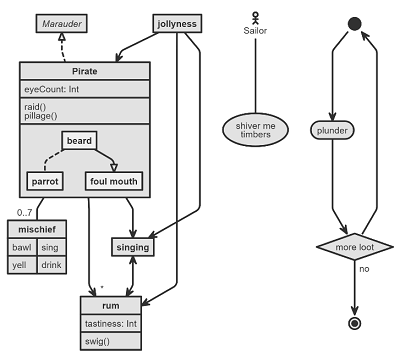 Marauder
jollyness
Sailor
Pirate
eyeCount: Int
raid()
pillage()
beard
parrot
foul mouth
shiver me
timbers
plunder
0..7
mischief
bawl sing
yell drink
singing
more loot
no
*
rum
tastiness: Int
swig()